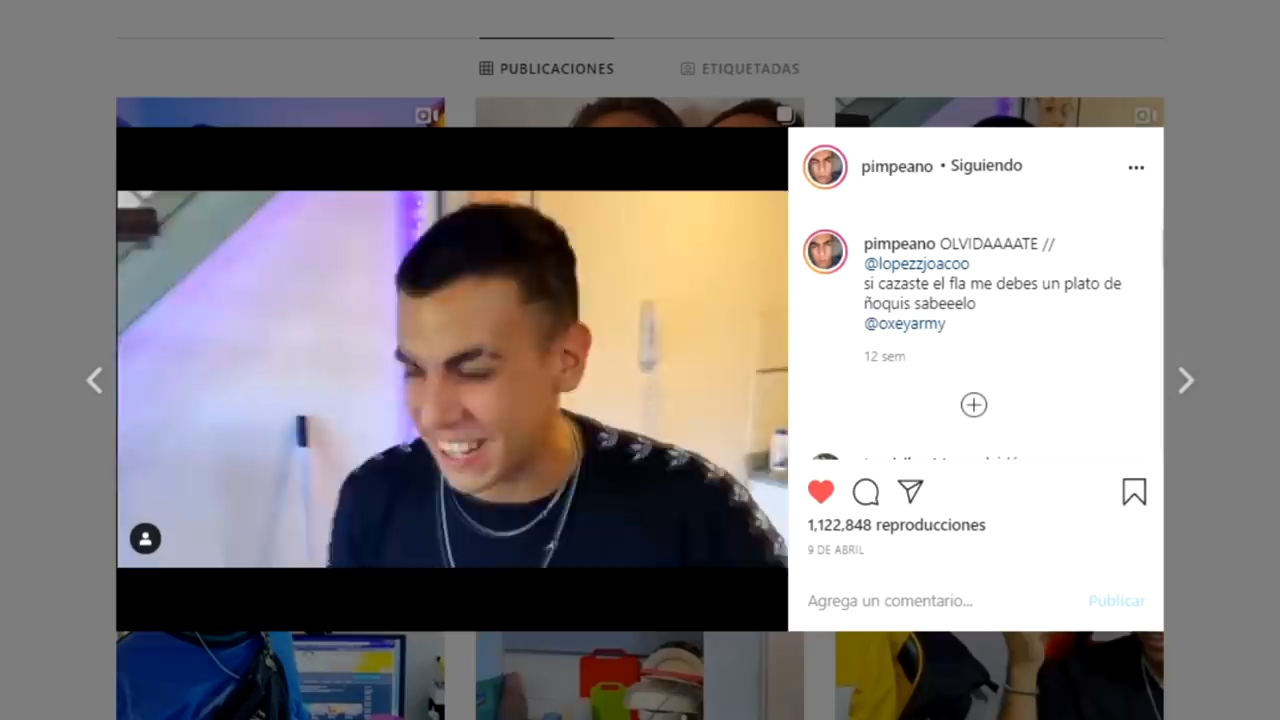 PUBLICACIONES
ETIQUETADAS
pimpeano • Siguiendo
pimpeano OLVIDAAAATE //
@lopezzjoacoo
si cazaste el fla me debes un plato de
ñoquis sabeeelo
@oxeyarmy
12 sem
1,122,848 reproducciones
9 DE ABRIL
Agrega un comentario...
Publicar